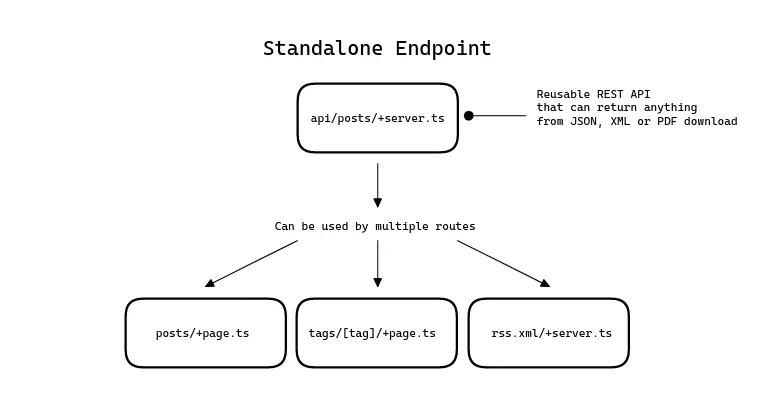 Standalone Endpoint
api/posts/+server.ts
Reusable REST API
that can return anything
from JSON, XML or PDF download
Can be used by multiple routes
posts/+page.ts
tags/[tag]/+page.ts
rss.xml/+server.ts